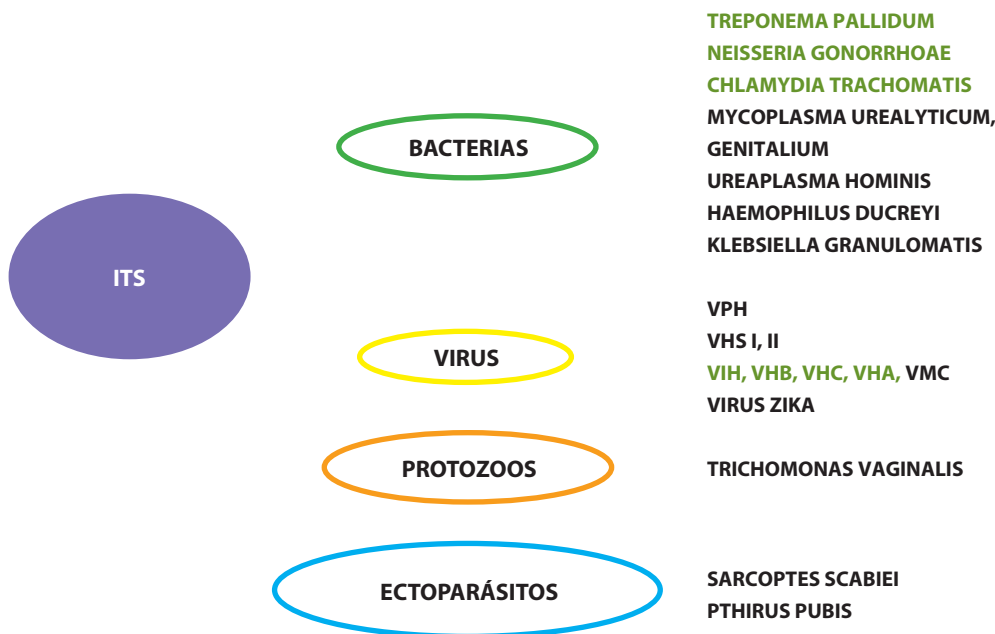 ITS
BACTERIAS
TREPONEMA PALLIDUM
NEISSERIA GONORRHOAE
CHLAMYDIA TRACHOMATIS
MYCOPLASMA UREALYTICUM,
GENITALIUM
UREAPLASMA HOMINIS
HAEMOPHILUS DUCREYI
KLEBSIELLA GRANULOMATIS
VIRUS
VPH
VHS I, II
VIH, VHB, VHC, VHA, VMC
VIRUS ZIKA
PROTOZOOS
TRICHOMONAS VAGINALIS
ECTOPARÁSITOS
SARCOPTES SCABIEI
PTHIRUS PUBIS